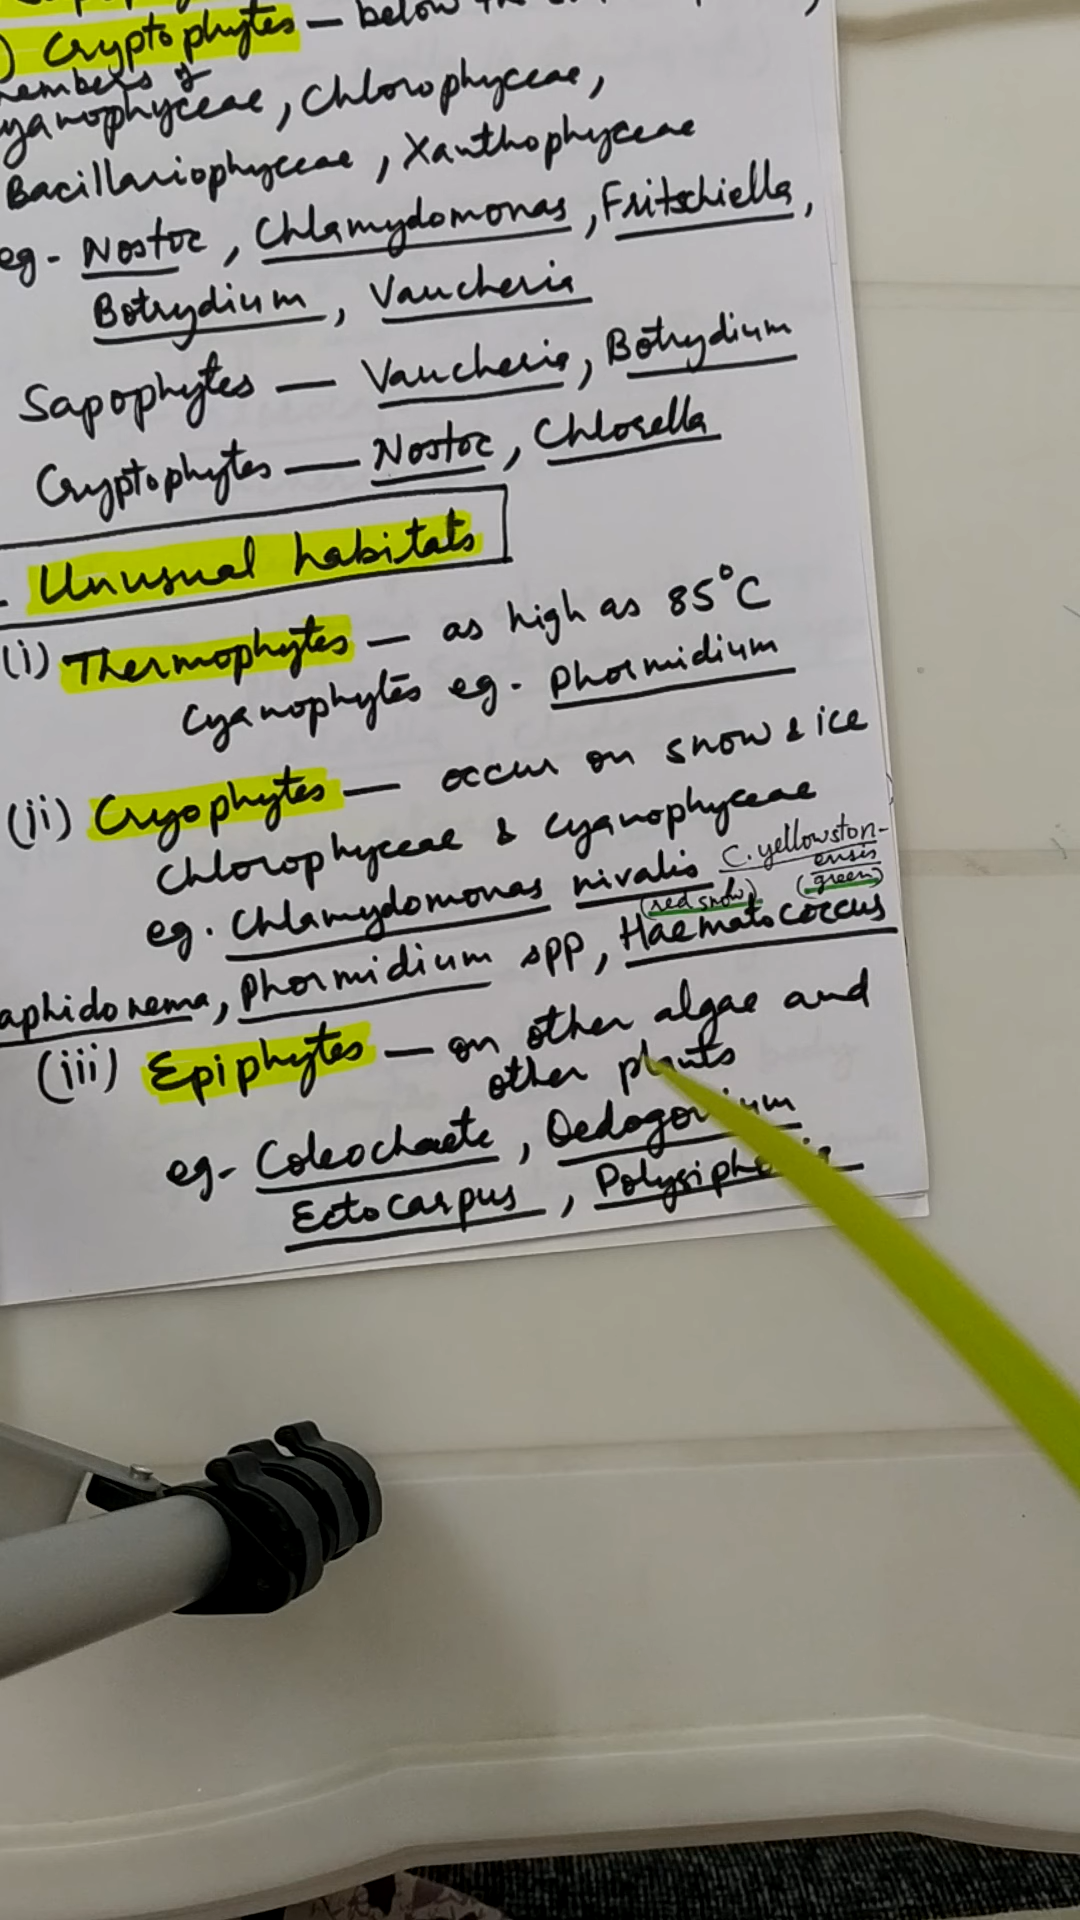 Cryptophytes — below
members of
Cyanophyceae, Chlorophyceae,
Bacillariophyceae, Xanthophyceae
eg- Nostoc, Chlamydomonas, Fritschiella,
Botrydium, Vaucheria
Sapophytes — Vaucheria, Botrydium
Cryptophytes — Nostoc, Chlorella
Unusual habitats
(i) Thermophytes — as high as 85°C
Cyanophytes eg. Phormidium
(ii) Cryophytes — occur on snow & ice
Chlorophyceae & Cyanophyceae
eg. Chlamydomonas nivalis (red snow) C. yellowston-
ensis
(green)
aphidonema, Phormidium spp, Haematococcus
(iii) Epiphytes — on other algae and
other plants
eg- Coleochaete, Oedogonium
Ectocarpus, Polysiphonia